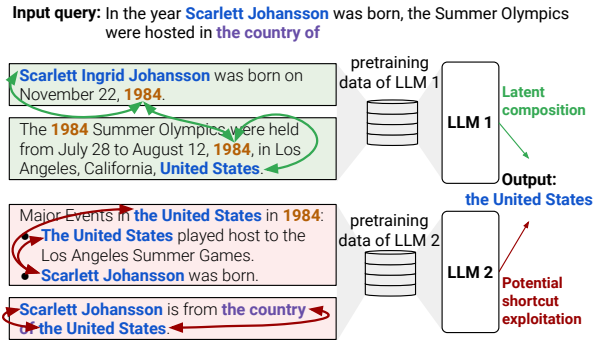 Input query: In the year Scarlett Johansson was born, the Summer Olympics
were hosted in the country of
Scarlett Ingrid Johansson was born on
November 22, 1984.
The 1984 Summer Olympics were held
from July 28 to August 12, 1984, in Los
Angeles, California, United States.
pretraining
data of LLM 1
LLM 1
Latent
composition
Output:
the United States
Major Events in the United States in 1984:
• The United States played host to the
Los Angeles Summer Games.
• Scarlett Johansson was born.
Scarlett Johansson is from the country
of the United States.
pretraining
data of LLM 2
LLM 2
Potential
shortcut
exploitation